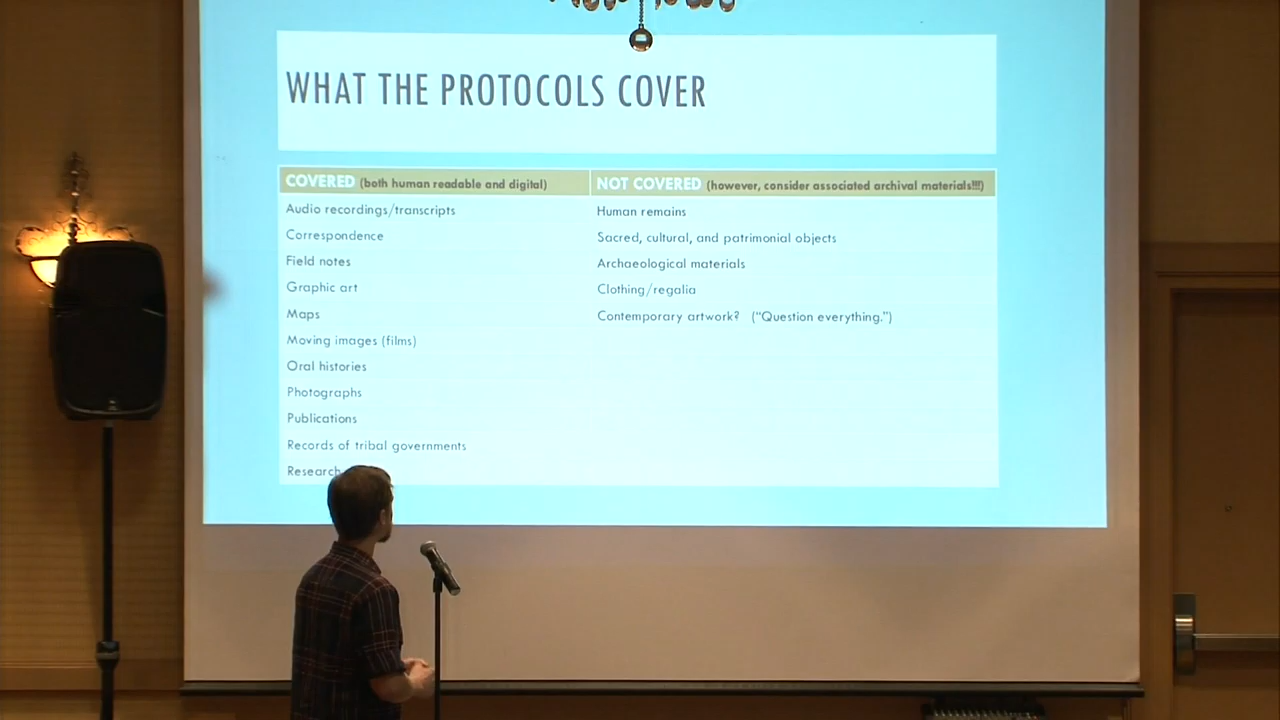 WHAT THE PROTOCOLS COVER
COVERED (both human readable and digital)
Audio recordings/transcripts
Correspondence
Field notes
Graphic art
Maps
Moving images (films)
Oral histories
Photographs
Publications
Records of tribal governments
Research
NOT COVERED (however, consider associated archival materials!!!)
Human remains
Sacred, cultural, and patrimonial objects
Archaeological materials
Clothing/regalia
Contemporary artwork? ("Question everything.")